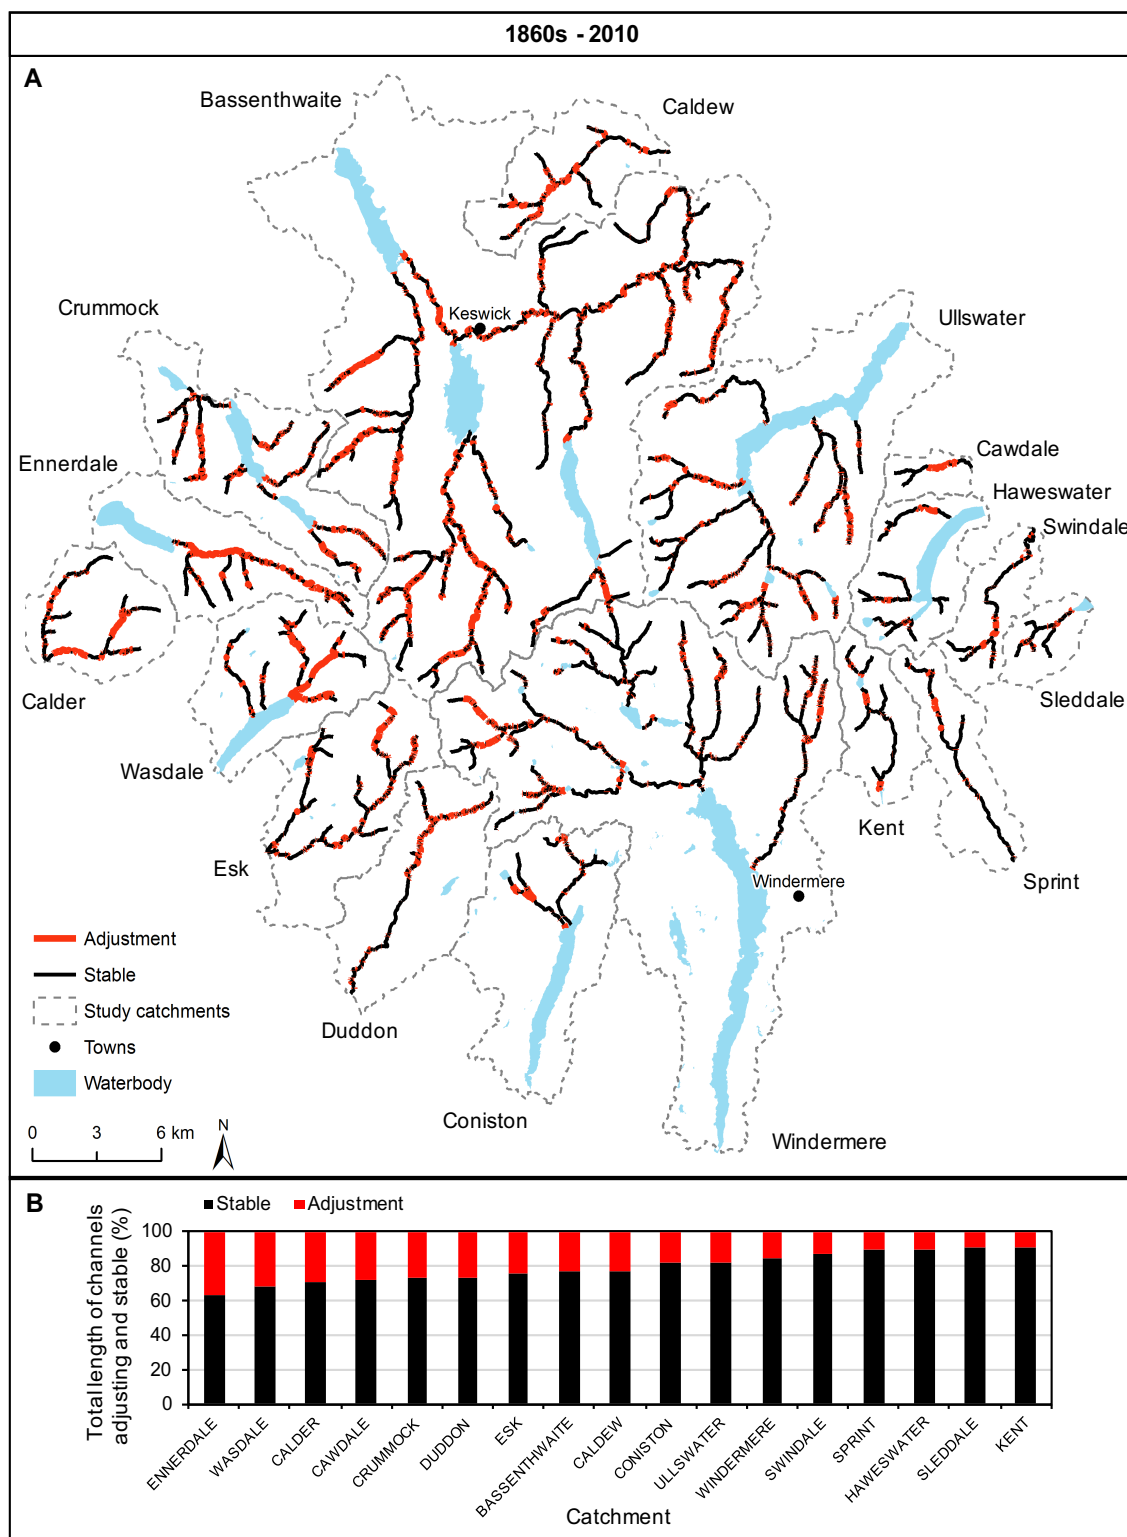 1860s - 2010
A
Bassenthwaite
Caldew
Crummock
Keswick
Ullswater
Ennerdale
Cawdale
Haweswater
Swindale
Calder
Sleddale
Wasdale
Esk
Kent
Windermere
Sprint
Adjustment
Stable
Study catchments
Duddon
Towns
Waterbody
Coniston
Windermere
0 3 6 km
N
B
Stable Adjustment
Total length of channels
adjusting and stable (%)
100
80
60
40
20
0
ENNERDALE
WASDALE
CALDER
CAWDALE
CRUMMOCK
DUDDON
ESK
BASSENTHWAITE
CALDEW
CONISTON
ULLSWATER
WINDERMERE
SWINDALE
SPRINT
HAWESWATER
SLEDDALE
KENT
Catchment